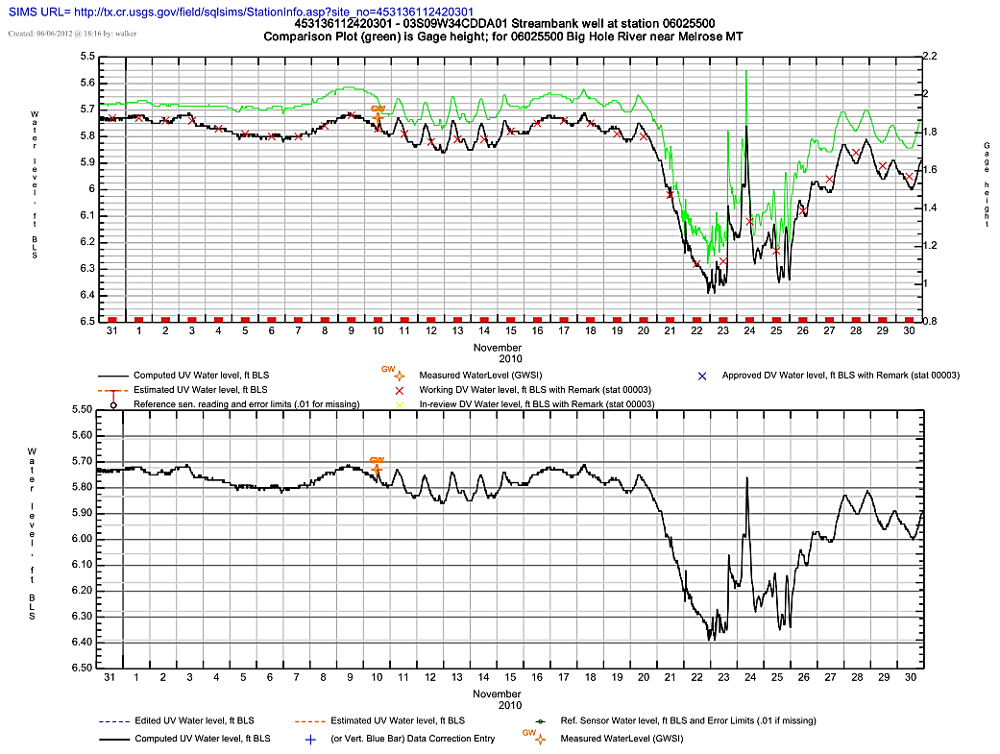 SIMS URL= http://tx.cr.usgs.gov/field/sqlsims/StationInfo.asp?site_no=453136112420301
453136112420301 - 03S09W34CDDA01 Streambank well at station 06025500
Created: 06/06/2012 @ 18:16 by: walker
Comparison Plot (green) is Gage height; for 06025500 Big Hole River near Melrose MT
5.5
5.6
5.7
5.8
5.9
6
6.1
6.2
6.3
6.4
6.5
Water level, ft BLS
GW
2.2
2
1.8
1.6
1.4
1.2
1
0.8
Gage height
31 1 2 3 4 5 6 7 8 9 10 11 12 13 14 15 16 17 18 19 20 21 22 23 24 25 26 27 28 29 30
November
2010
Computed UV Water level, ft BLS
GW Measured WaterLevel (GWSI)
Approved DV Water level, ft BLS with Remark (stat 00003)
Estimated UV Water level, ft BLS
Working DV Water level, ft BLS with Remark (stat 00003)
Reference sen. reading and error limits (.01 for missing)
In-review DV Water level, ft BLS with Remark (stat 00003)
5.50
5.60
5.70
5.80
5.90
6.00
6.10
6.20
6.30
6.40
6.50
Water level, ft BLS
GW
31 1 2 3 4 5 6 7 8 9 10 11 12 13 14 15 16 17 18 19 20 21 22 23 24 25 26 27 28 29 30
November
2010
Edited UV Water level, ft BLS
Estimated UV Water level, ft BLS
Ref. Sensor Water level, ft BLS and Error Limits (.01 if missing)
Computed UV Water level, ft BLS
(or Vert. Blue Bar) Data Correction Entry
GW Measured WaterLevel (GWSI)